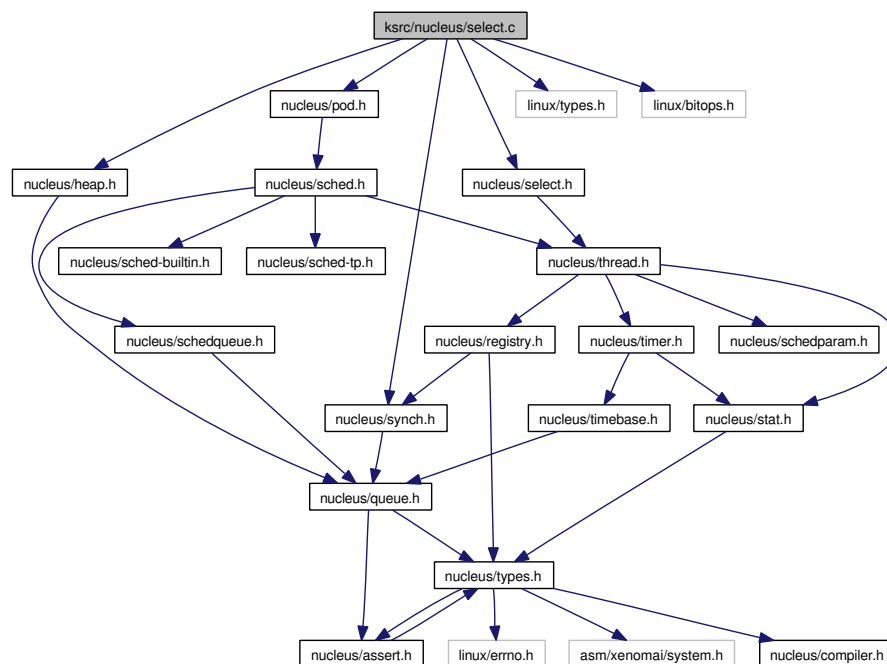 ksrc/nucleus/select.c
nucleus/pod.h
linux/types.h
linux/bitops.h
nucleus/heap.h
nucleus/sched.h
nucleus/select.h
nucleus/sched-builtin.h
nucleus/sched-tp.h
nucleus/thread.h
nucleus/schedqueue.h
nucleus/registry.h
nucleus/timer.h
nucleus/schedparam.h
nucleus/synch.h
nucleus/timebase.h
nucleus/stat.h
nucleus/queue.h
nucleus/types.h
nucleus/assert.h
linux/errno.h
asm/xenomai/system.h
nucleus/compiler.h